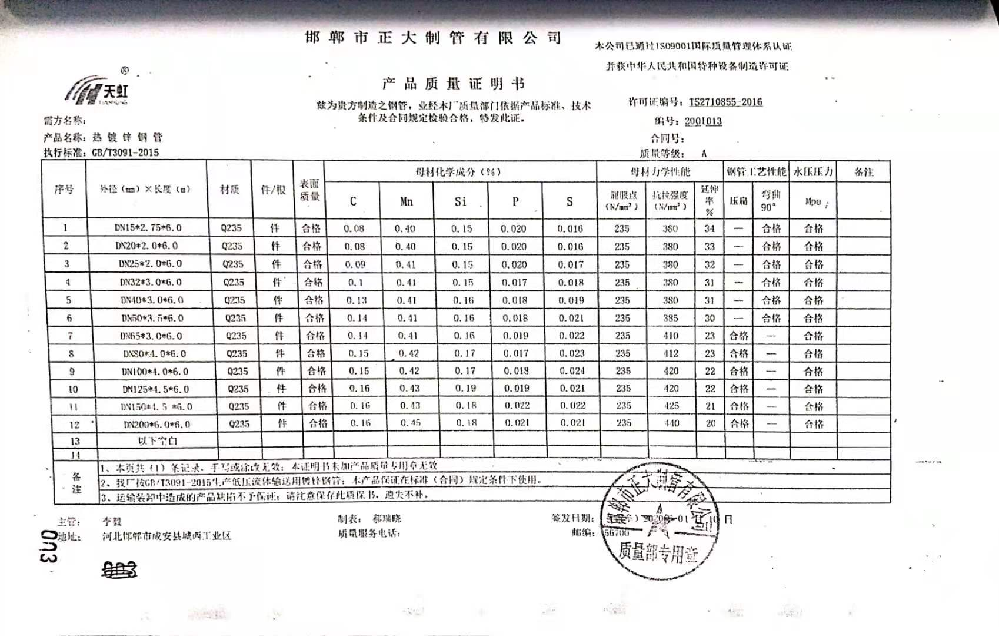 邯郸市正大制管有限公司
本公司已通过ISO9001国际质量管理体系认证
并获中华人民共和国特种设备制造许可证
®
天虹
TIANHONG
产品质量证明书
兹为贵方制造之钢管，业经本厂质量部门依据产品标准、技术
条件及合同规定检验合格，特发此证。
许可证编号：TS2710855-2016
编号：2001013
合同号：
质量等级： A
需方名称：
产品名称：热镀锌钢管
执行标准：GB/T3091-2015
序号 外径（mm）×长度（m） 材质 件/根 表面质量 母材化学成分（%） 母材力学性能 钢管工艺性能 水压压力 备注
C Mn Si P S 屈服点（N/mm²） 抗拉强度（N/mm²） 延伸率% 压扁 弯曲90° Mpa
1 DN15*2.75*6.0 Q235 件 合格 0.08 0.40 0.15 0.020 0.016 235 380 34 — 合格 合格
2 DN20*2.0*6.0 Q235 件 合格 0.08 0.40 0.15 0.020 0.016 235 380 33 — 合格 合格
3 DN25*2.0*6.0 Q235 件 合格 0.09 0.41 0.15 0.020 0.017 235 380 32 — 合格 合格
4 DN32*3.0*6.0 Q235 件 合格 0.1 0.41 0.15 0.017 0.018 235 380 31 — 合格 合格
5 DN40*3.0*6.0 Q235 件 合格 0.13 0.41 0.16 0.018 0.019 235 380 31 — 合格 合格
6 DN50*3.5*6.0 Q235 件 合格 0.14 0.41 0.16 0.018 0.021 235 385 30 — 合格 合格
7 DN65*3.0*6.0 Q235 件 合格 0.14 0.41 0.16 0.019 0.022 235 410 23 合格 — 合格
8 DN80*4.0*6.0 Q235 件 合格 0.15 0.42 0.17 0.017 0.023 235 412 23 合格 — 合格
9 DN100*4.0*6.0 Q235 件 合格 0.15 0.42 0.17 0.018 0.024 235 420 22 合格 — 合格
10 DN125*4.5*6.0 Q235 件 合格 0.16 0.43 0.19 0.019 0.021 235 420 22 合格 — 合格
11 DN150*4.5 *6.0 Q235 件 合格 0.16 0.43 0.18 0.022 0.022 235 425 21 合格 — 合格
12 DN200*6.0*6.0 Q235 件 合格 0.16 0.45 0.18 0.021 0.021 235 440 20 合格 — 合格
13 以下空白
14
备注
1、本页共（1）条记录，手写或涂改无效；本证明书未加产品质量专用章无效
2、我厂按GB/T3091-2015生产低压流体输送用镀锌钢管；本产品保证在标准（合同）规定条件下使用。
3、运输装卸中造成的产品缺陷不予保证；请注意保存此质保书，遗失不补。
主管： 李毅 制表： 郝瑞晓 签发日期： 2020年01月10日
地址： 河北邯郸市成安县城西工业区 质量服务电话： 邮编： 56700
邯郸市正大制管有限公司
质量部专用章
003
003